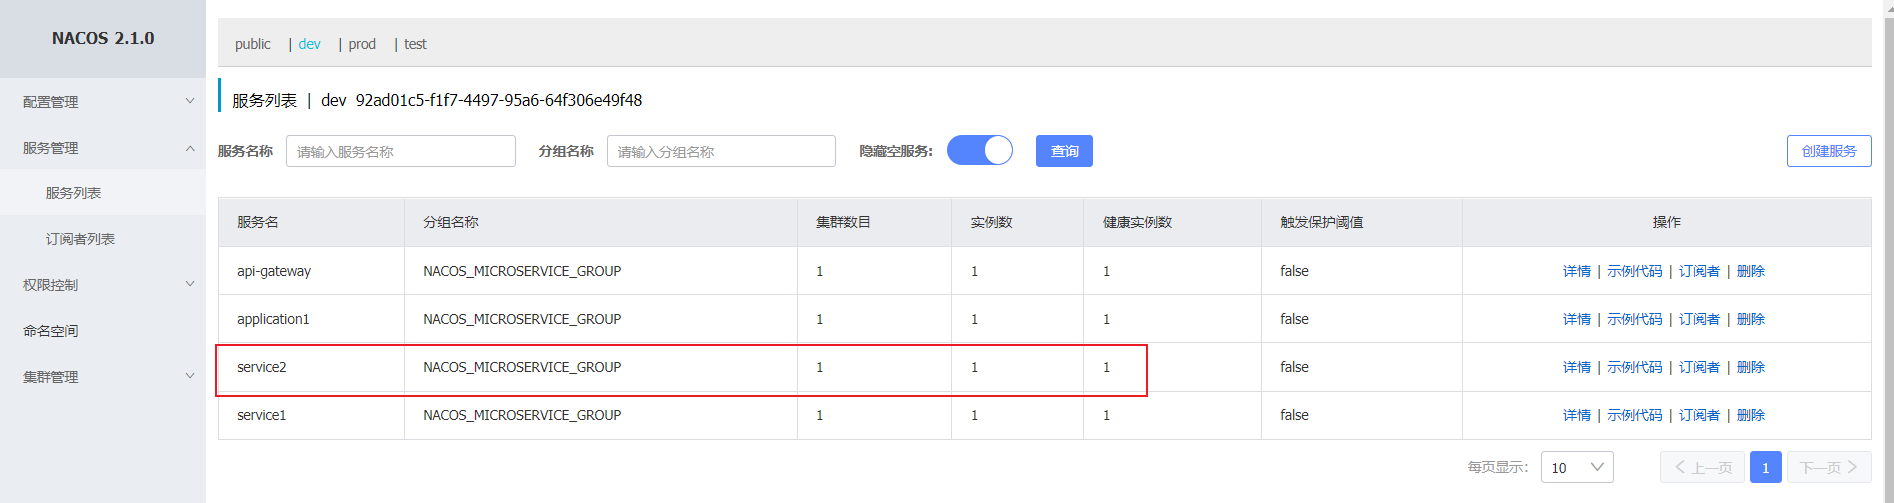 NACOS 2.1.0
配置管理
服务管理
服务列表
订阅者列表
权限控制
命名空间
集群管理
public | dev | prod | test
服务列表 | dev 92ad01c5-f1f7-4497-95a6-64f306e49f48
服务名称 请输入服务名称 分组名称 请输入分组名称 隐藏空服务: 查询 创建服务
服务名 分组名称 集群数目 实例数 健康实例数 触发保护阈值 操作
api-gateway NACOS_MICROSERVICE_GROUP 1 1 1 false 详情 | 示例代码 | 订阅者 | 删除
application1 NACOS_MICROSERVICE_GROUP 1 1 1 false 详情 | 示例代码 | 订阅者 | 删除
service2 NACOS_MICROSERVICE_GROUP 1 1 1 false 详情 | 示例代码 | 订阅者 | 删除
service1 NACOS_MICROSERVICE_GROUP 1 1 1 false 详情 | 示例代码 | 订阅者 | 删除
每页显示: 10 上一页 1 下一页